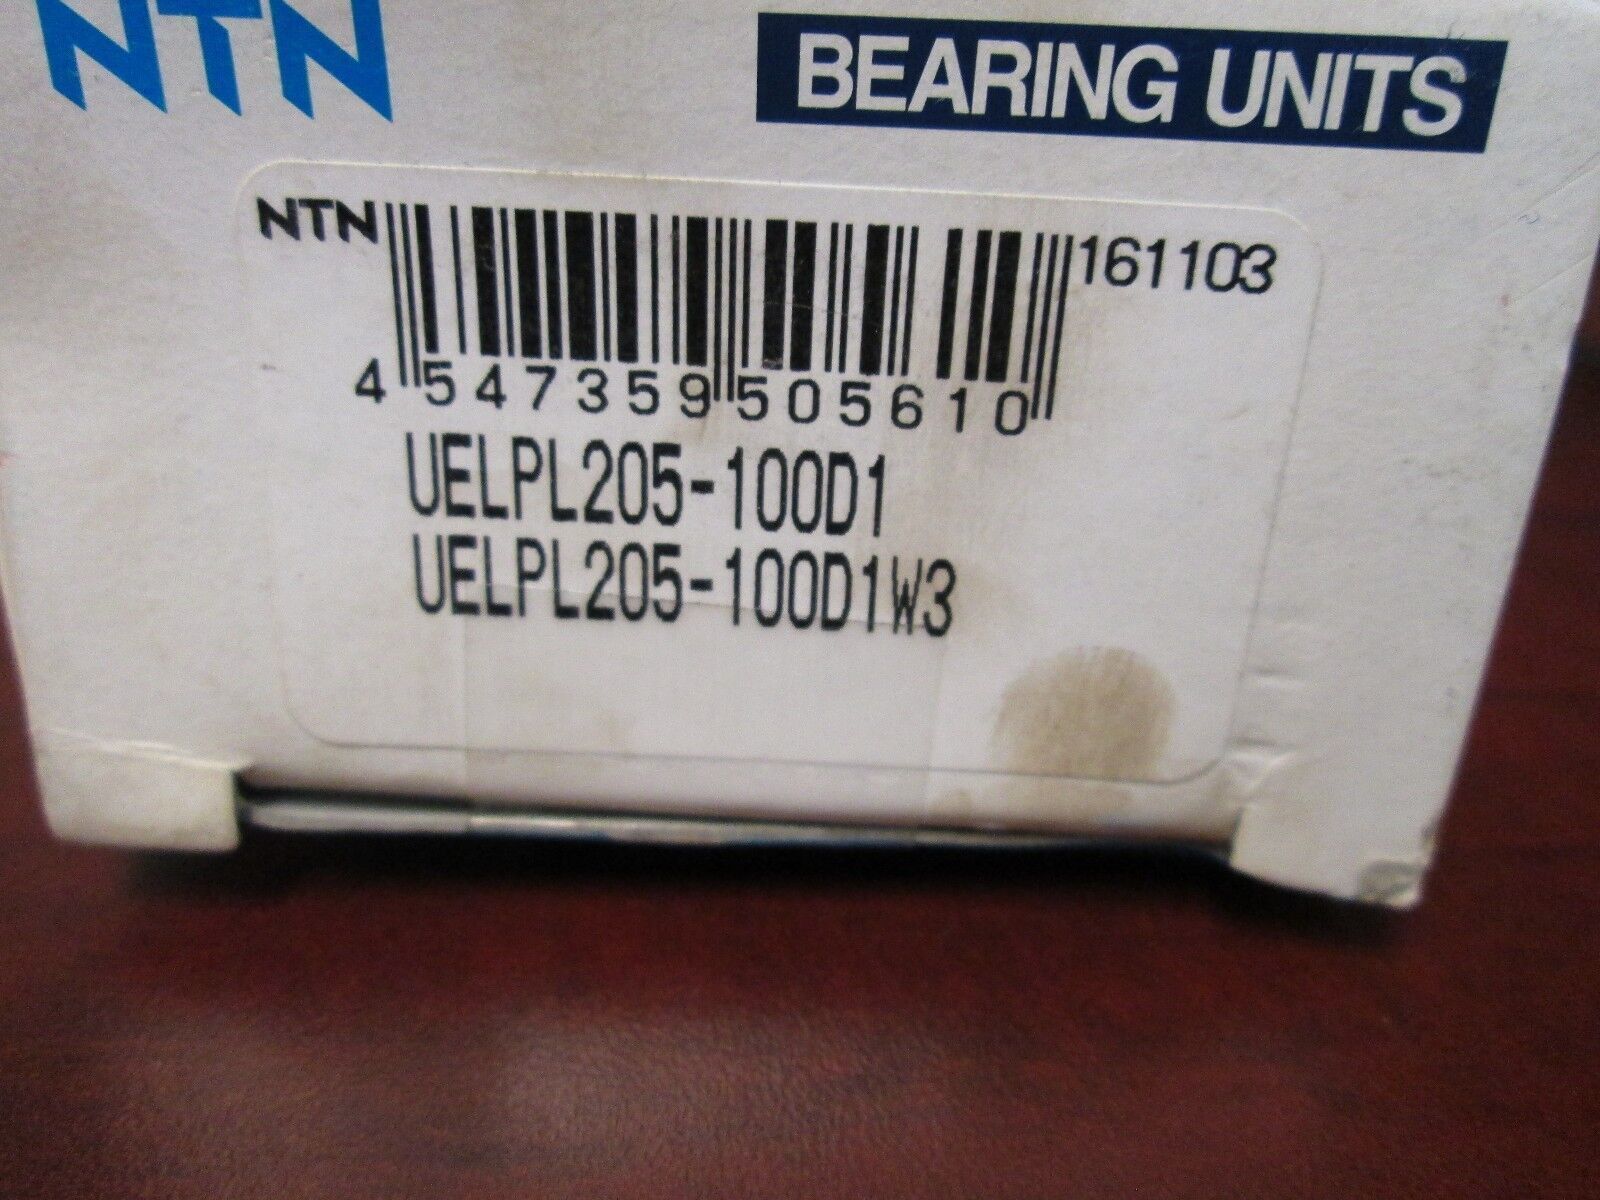 NTN
BEARING UNITS
NTN
161103
4 547359 505610
UELPL205-100D1
UELPL205-100D1W3